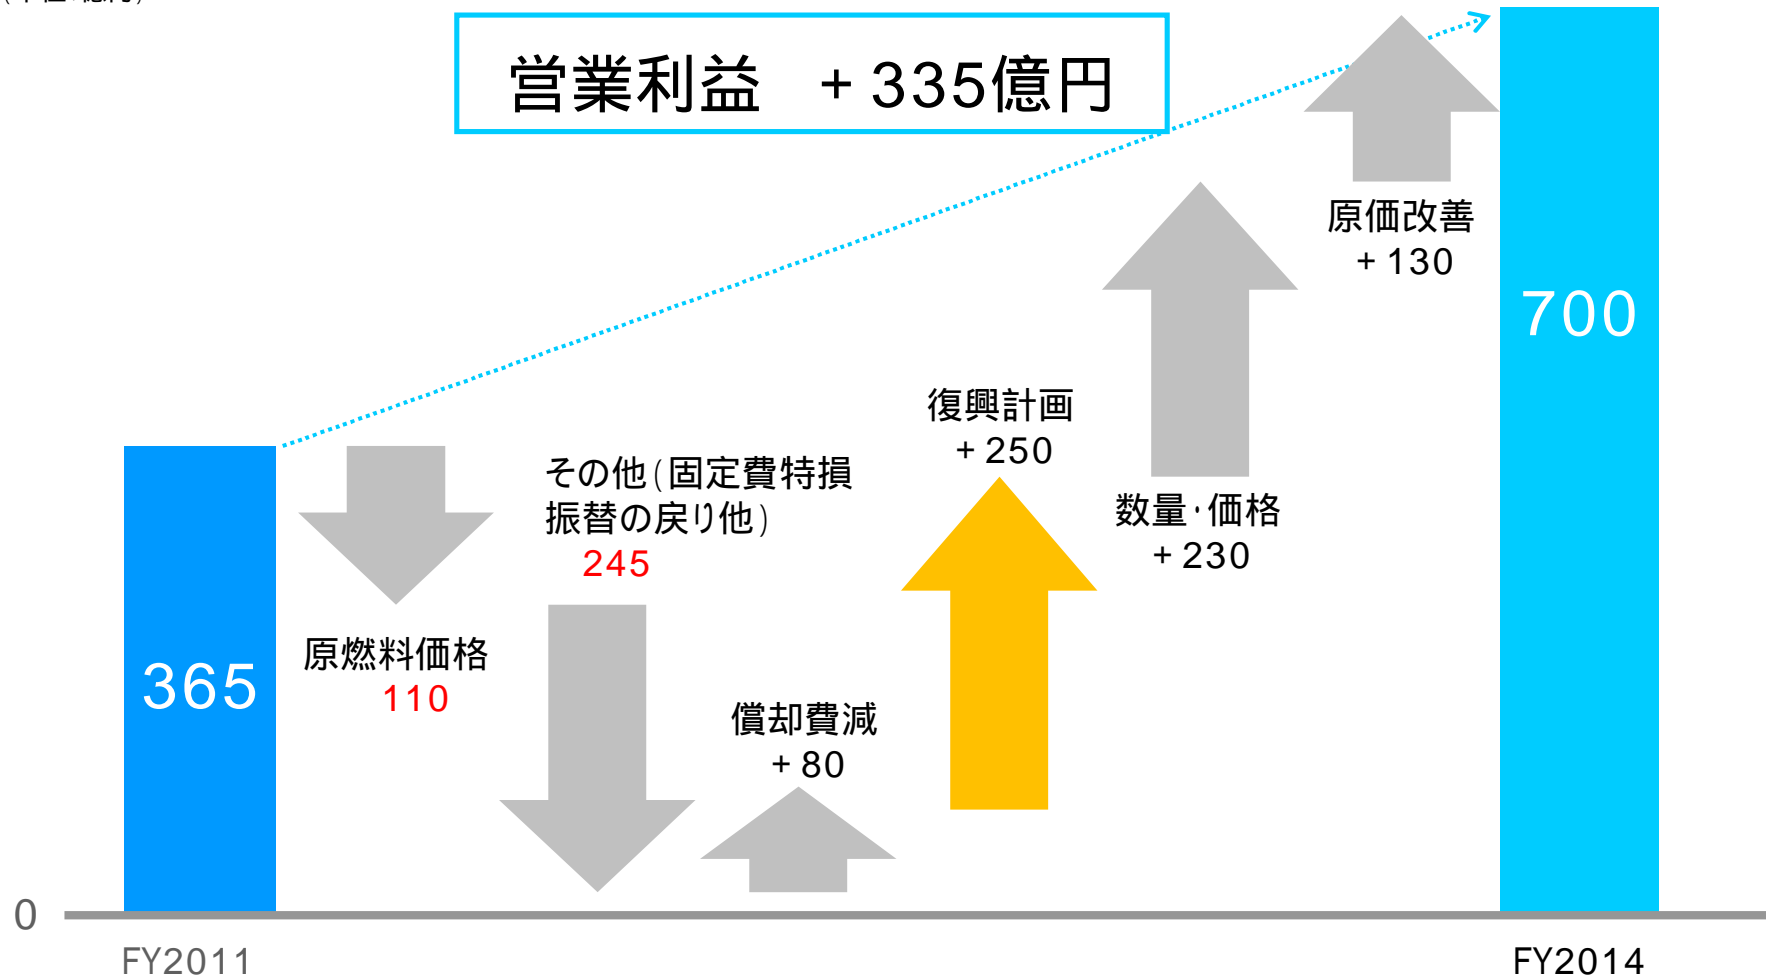 営業利益 +335億円
原価改善
+130
700
復興計画
+250
その他(固定費特損
振替の戻り他)
245
数量・価格
+230
原燃料価格
110
365
償却費減
+80
0
FY2011
FY2014